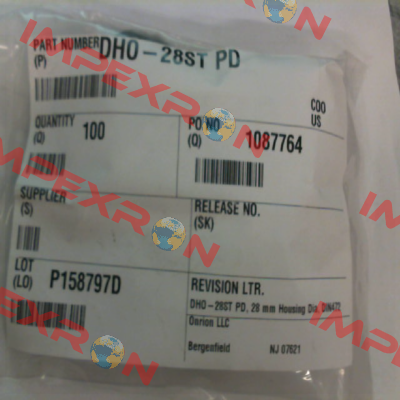 PART NUMBER DHO-28ST PD
(P)
COO
US
QUANTITY 100
(Q)
PO NO 1087764
(Q)
SUPPLIER
(S)
RELEASE NO.
(SK)
LOT
(LO) P158797D
REVISION LTR.
DHO-28ST PD, 28 mm Housing Dia,
LLC
Bergenfield NJ 07621
IMPEXRON
IMPEXRON
IMPEXRON